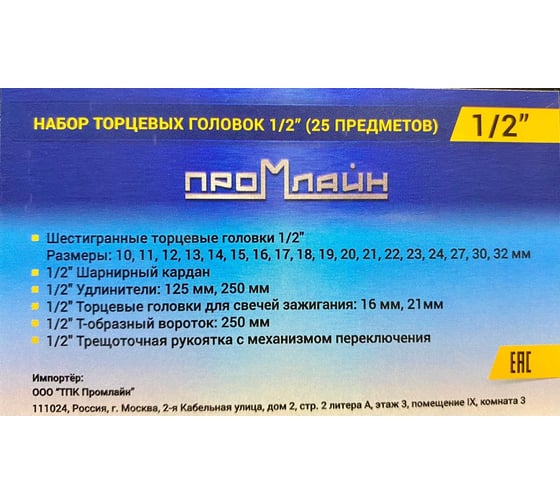 НАБОР ТОРЦЕВЫХ ГОЛОВОК 1/2” (25 ПРЕДМЕТОВ) 1/2”
ПРОМЛАЙН
Шестигранные торцевые головки 1/2"
Размеры: 10, 11, 12, 13, 14, 15, 16, 17, 18, 19, 20, 21, 22, 23, 24, 27, 30, 32 мм
1/2" Шарнирный кардан
1/2" Удлинители: 125 мм, 250 мм
1/2" Торцевые головки для свечей зажигания: 16 мм, 21мм
1/2" Т-образный вороток: 250 мм
1/2" Трещоточная рукоятка с механизмом переключения
EAC
Импортёр:
ООО "ТПК Промлайн"
111024, Россия, г. Москва, 2-я Кабельная улица, дом 2, стр. 2 литера А, этаж 3, помещение IX, комната 3